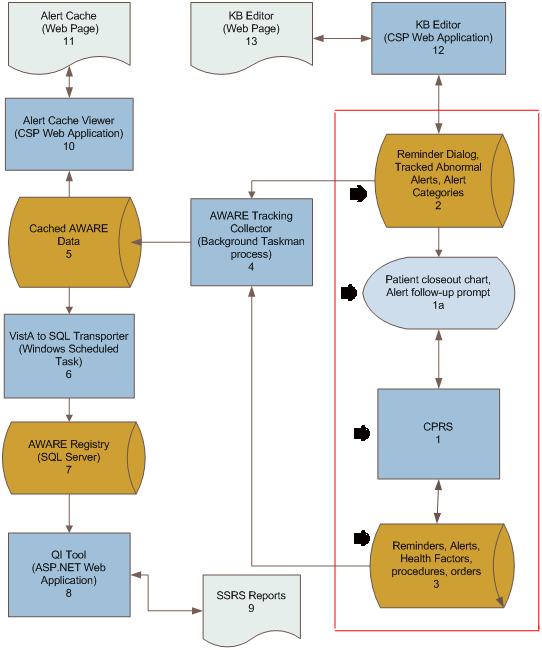 Alert Cache
(Web Page)
11
KB Editor
(Web Page)
13
KB Editor
(CSP Web Application)
12
Alert Cache Viewer
(CSP Web Application)
10
Reminder Dialog,
Tracked Abnormal
Alerts, Alert
Categories
2
Cached AWARE
Data
5
AWARE Tracking
Collector
(Background Taskman
process)
4
Patient closeout chart,
Alert follow-up prompt
1a
VistA to SQL Transporter
(Windows Scheduled
Task)
6
CPRS
1
AWARE Registry
(SQL Server)
7
Reminders, Alerts,
Health Factors,
procedures, orders
3
QI Tool
(ASP.NET Web
Application)
8
SSRS Reports
9